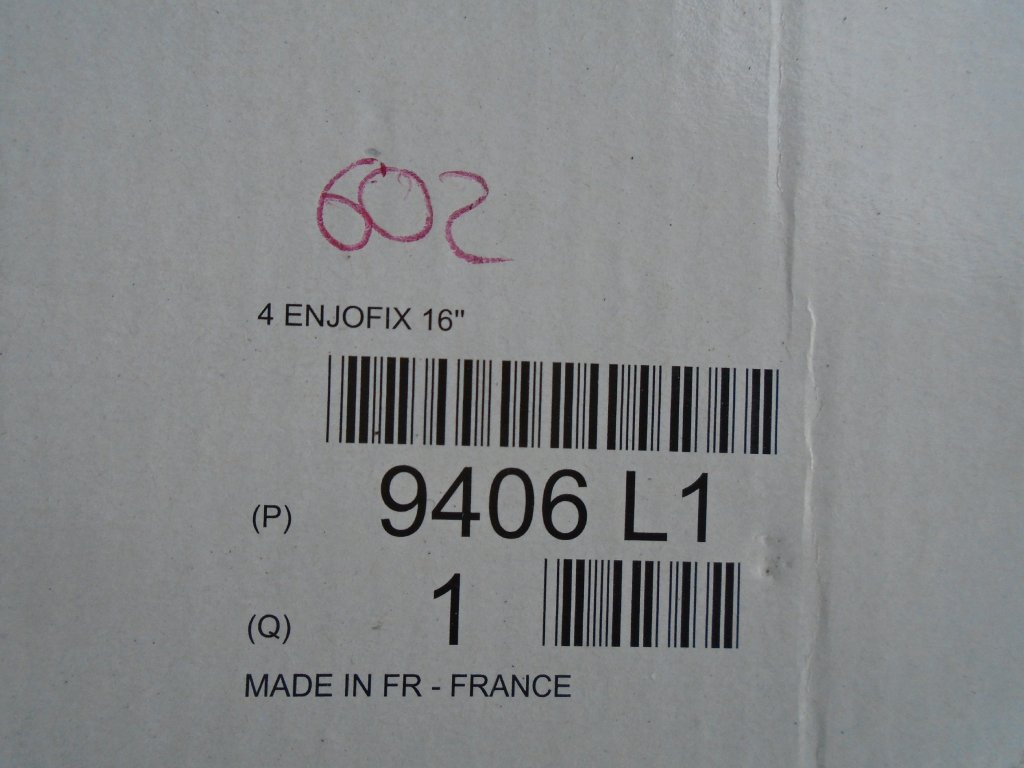 602
4 ENJOFIX 16"
(P) 9406 L1
(Q) 1
MADE IN FR - FRANCE